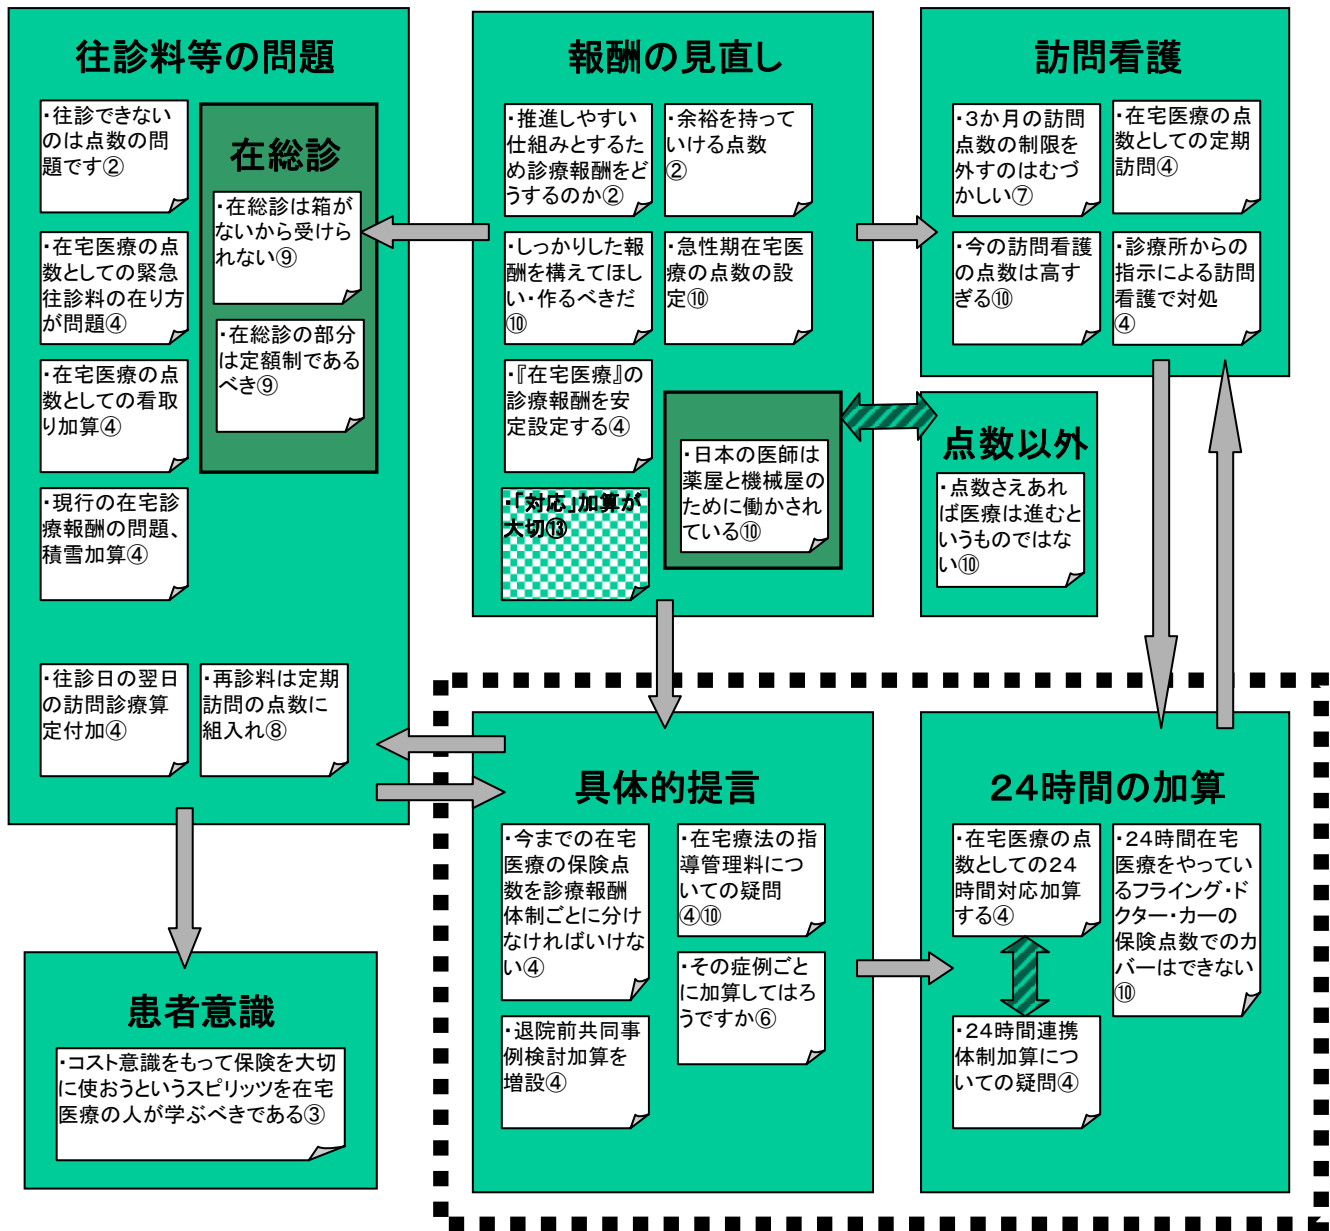 往診料等の問題
・往診できない
のは点数の問
題です②
在総診
・在総診は箱が
ないから受けら
れない⑨
・在宅医療の点
数としての緊急
往診料の在り方
が問題④
・在総診の部分
は定額制である
べき⑨
・在宅医療の点
数としての看取
り加算④
・現行の在宅診
療報酬の問題、
積雪加算④
・往診日の翌日
の訪問診療算
定付加④
・再診料は定期
訪問の点数に
組入れ⑧
報酬の見直し
・推進しやすい
仕組みとするた
め診療報酬をど
うするのか②
・余裕を持って
いける点数
②
・しっかりした報
酬を構えてほし
い・作るべきだ
⑩
・急性期在宅医
療の点数の設
定⑩
・『在宅医療』の
診療報酬を安
定設定する④
・日本の医師は
薬屋と機械屋の
ために働かされ
ている⑩
・「対応」加算が
大切⑬
訪問看護
・3か月の訪問
点数の制限を
外すのはむづ
かしい⑦
・在宅医療の点
数としての定期
訪問④
・今の訪問看護
の点数は高す
ぎる⑩
・診療所からの
指示による訪問
看護で対処
④
点数以外
・点数さえあれ
ば医療は進むと
いうものではな
い⑩
具体的提言
・今までの在宅
医療の保険点
数を診療報酬
体制ごとに分け
なければいけな
い④
・在宅療法の指
導管理料につ
いての疑問
④⑩
・その症例ごと
に加算してはろ
うですか⑥
・退院前共同事
例検討加算を
増設④
24時間の加算
・在宅医療の点
数としての24
時間対応加算
する④
・24時間在宅
医療をやってい
るフライング・ド
クター・カーの
保険点数でのカ
バーはできない
⑩
・24時間連携
体制加算につ
いての疑問④
患者意識
・コスト意識をもって保険を大切
に使おうというスピリッツを在宅
医療の人が学ぶべきである③